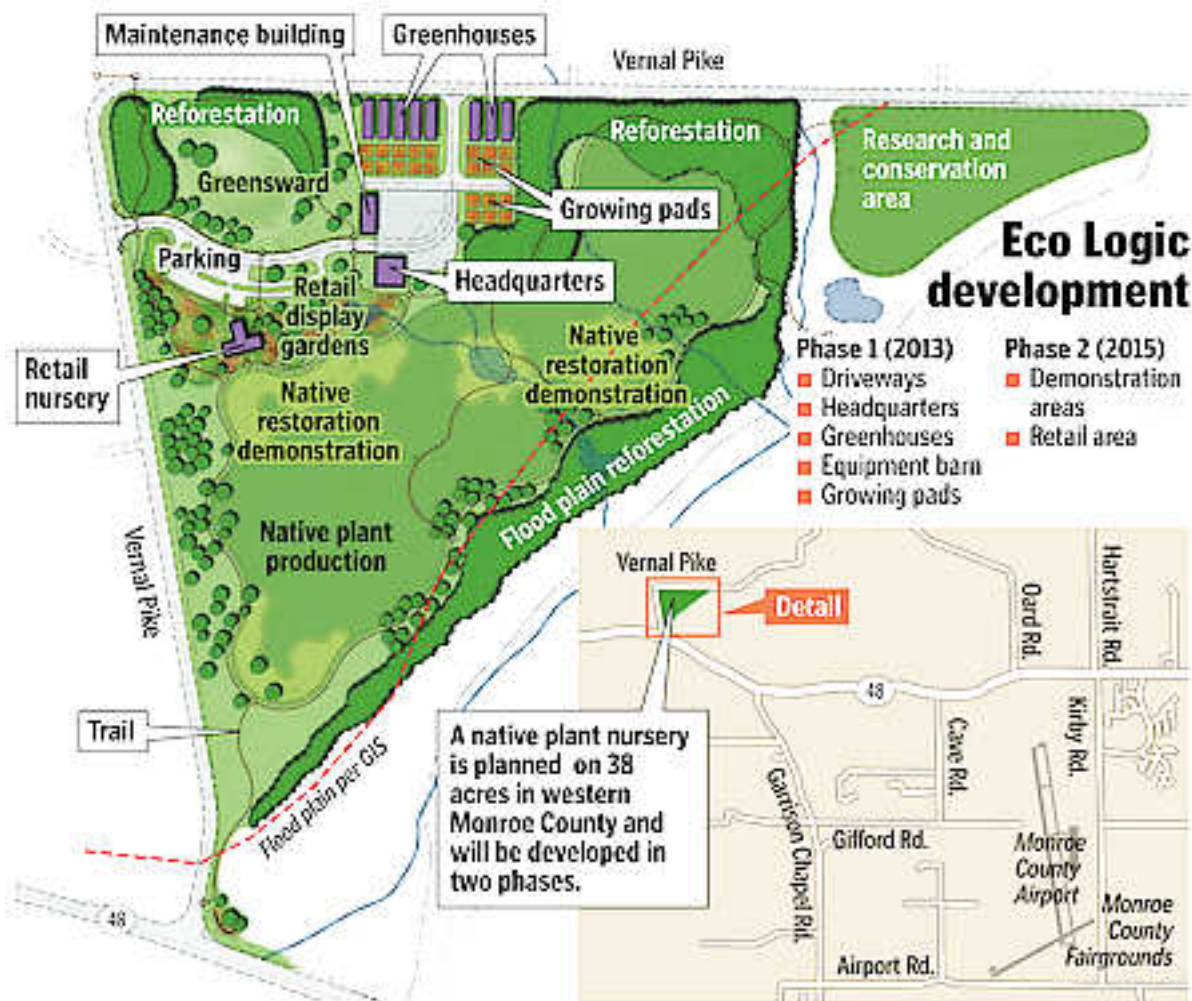 Maintenance building
Greenhouses
Vernal Pike
Reforestation
Reforestation
Research and
conservation
area
Greensward
Growing pads
Parking
Headquarters
Retail
display
gardens
Eco Logic
development
Retail
nursery
Native
restoration
demonstration
Native
restoration
demonstration
Phase 1 (2013)
Driveways
Headquarters
Greenhouses
Equipment barn
Growing pads
Phase 2 (2015)
Demonstration
areas
Retail area
Flood plain reforestation
Native plant
production
Vernal Pike
Trail
Flood plain per GIS
48
Vernal Pike
Detail
Oard Rd.
Hartstrait Rd.
48
A native plant nursery
is planned on 38
acres in western
Monroe County and
will be developed in
two phases.
Garrison Chapel Rd.
Cave Rd.
Kirby Rd.
Gifford Rd.
Monroe
County
Airport
Monroe
County
Fairgrounds
Airport Rd.